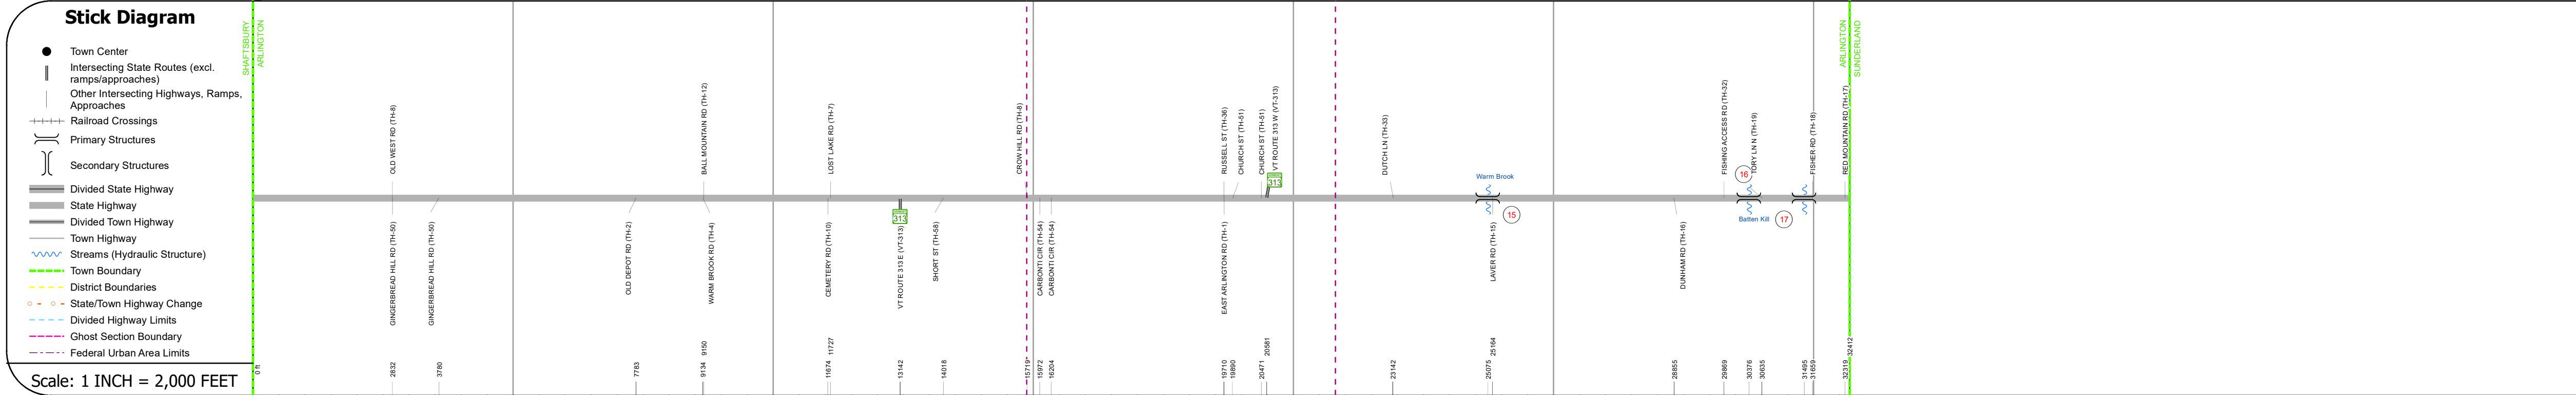 Stick Diagram
Town Center
Intersecting State Routes (excl.
ramps/approaches)
Other Intersecting Highways, Ramps,
Approaches
Railroad Crossings
Primary Structures
Secondary Structures
Divided State Highway
State Highway
Divided Town Highway
Town Highway
Streams (Hydraulic Structure)
Town Boundary
District Boundaries
State/Town Highway Change
Divided Highway Limits
Ghost Section Boundary
Federal Urban Area Limits
Scale: 1 INCH = 2,000 FEET
SHAFTSBURY
ARLINGTON
OLD WEST RD (TH-8)
BALL MOUNTAIN RD (TH-12)
LOST LAKE RD (TH-7)
CROW HILL RD (TH-8)
RUSSELL ST (TH-36)
CHURCH ST (TH-51)
CHURCH ST (TH-51)
VT ROUTE 313 W (VT-313)
313
DUTCH LN (TH-33)
Warm Brook
FISHING ACCESS RD (TH-32)
16
TORY LN N (TH-19)
FISHER RD (TH-18)
RED MOUNTAIN RD (TH-17)
ARLINGTON
SUNDERLAND
GINGERBREAD HILL RD (TH-50)
GINGERBREAD HILL RD (TH-50)
OLD DEPOT RD (TH-2)
WARM BROOK RD (TH-4)
CEMETERY RD (TH-10)
313
VT ROUTE 313 E (VT-313)
SHORT ST (TH-58)
CARBONTI CIR (TH-54)
CARBONTI CIR (TH-54)
EAST ARLINGTON RD (TH-1)
LAVER RD (TH-15)
15
DUNHAM RD (TH-16)
Batten Kill
17
0 ft
2832
3780
7783
9134
9150
11674
11727
13142
14018
15719*
15972
16204
19710
19890
20471
20581
23142
25075
25164
28855
29869
30376
30635
31495
31659
32319
32412